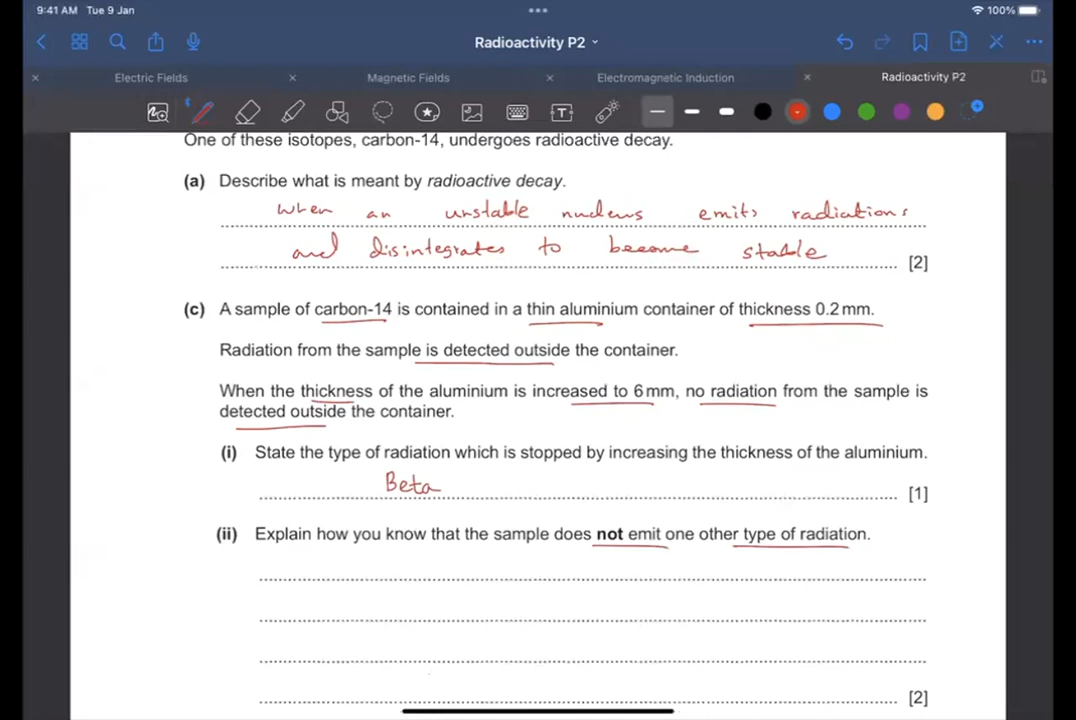 9:41 AM Tue 9 Jan
100%
Radioactivity P2
Electric Fields
Magnetic Fields
Electromagnetic Induction
Radioactivity P2
One of these isotopes, carbon-14, undergoes radioactive decay.
(a) Describe what is meant by radioactive decay.
when an unstable nucleus emits radiations
and disintegrates to become stable
[2]
(c) A sample of carbon-14 is contained in a thin aluminium container of thickness 0.2 mm.
Radiation from the sample is detected outside the container.
When the thickness of the aluminium is increased to 6 mm, no radiation from the sample is
detected outside the container.
(i) State the type of radiation which is stopped by increasing the thickness of the aluminium.
Beta
[1]
(ii) Explain how you know that the sample does not emit one other type of radiation.
[2]